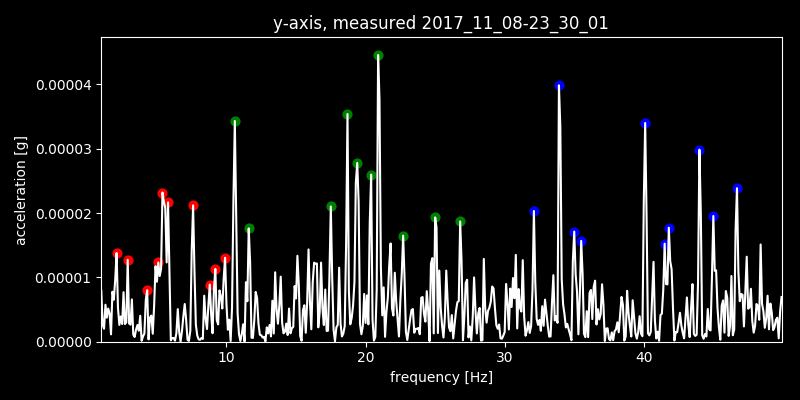 y-axis, measured 2017_11_08-23_30_01
0.00004
0.00003
0.00002
0.00001
0.00000
acceleration [g]
10 20 30 40
frequency [Hz]